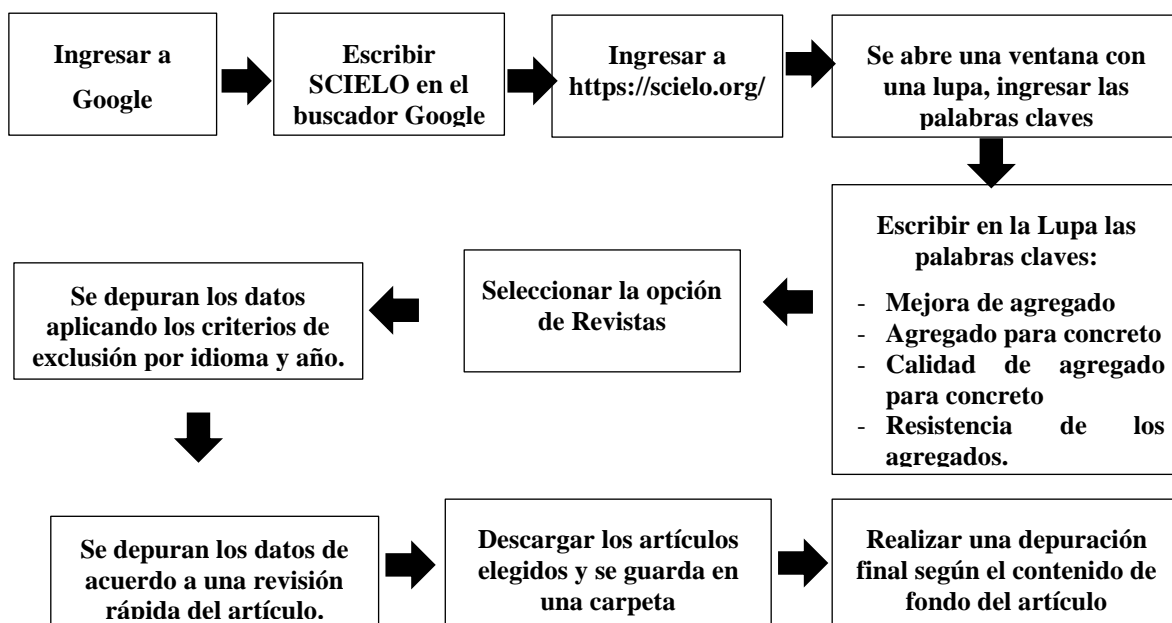 Ingresar a
Google
Escribir
SCIELO en el
buscador Google
Ingresar a
https://scielo.org/
Se abre una ventana con
una lupa, ingresar las
palabras claves
Escribir en la Lupa las
palabras claves:
- Mejora de agregado
- Agregado para concreto
- Calidad de agregado
para concreto
- Resistencia de los
agregados.
Seleccionar la opción
de Revistas
Se depuran los datos
aplicando los criterios de
exclusión por idioma y año.
Se depuran los datos de
acuerdo a una revisión
rápida del artículo.
Descargar los artículos
elegidos y se guarda en
una carpeta
Realizar una depuración
final según el contenido de
fondo del artículo